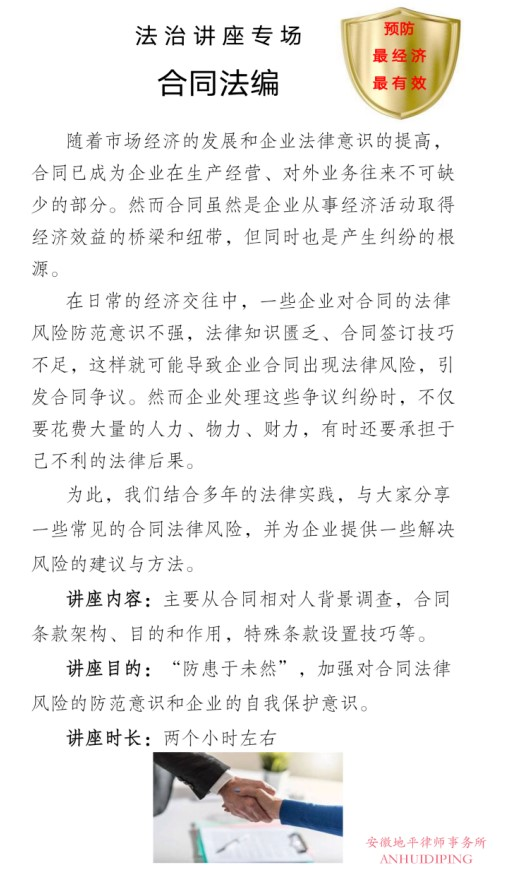 法治讲座专场
合同法编
预防
最经济
最有效
随着市场经济的发展和企业法律意识的提高，
合同已成为企业在生产经营、对外业务往来不可缺
少的部分。然而合同虽然是企业从事经济活动取得
经济效益的桥梁和纽带，但同时也是产生纠纷的根
源。
在日常的经济交往中，一些企业对合同的法律
风险防范意识不强，法律知识匮乏、合同签订技巧
不足，这样就可能导致企业合同出现法律风险，引
发合同争议。然而企业处理这些争议纠纷时，不仅
要花费大量的人力、物力、财力，有时还要承担于
己不利的法律后果。
为此，我们结合多年的法律实践，与大家分享
一些常见的合同法律风险，并为企业提供一些解决
风险的建议与方法。
讲座内容：主要从合同相对人背景调查，合同
条款架构、目的和作用，特殊条款设置技巧等。
讲座目的：“防患于未然”，加强对合同法律
风险的防范意识和企业的自我保护意识。
讲座时长：两个小时左右
安徽地平律师事务所
ANHUIDIPING